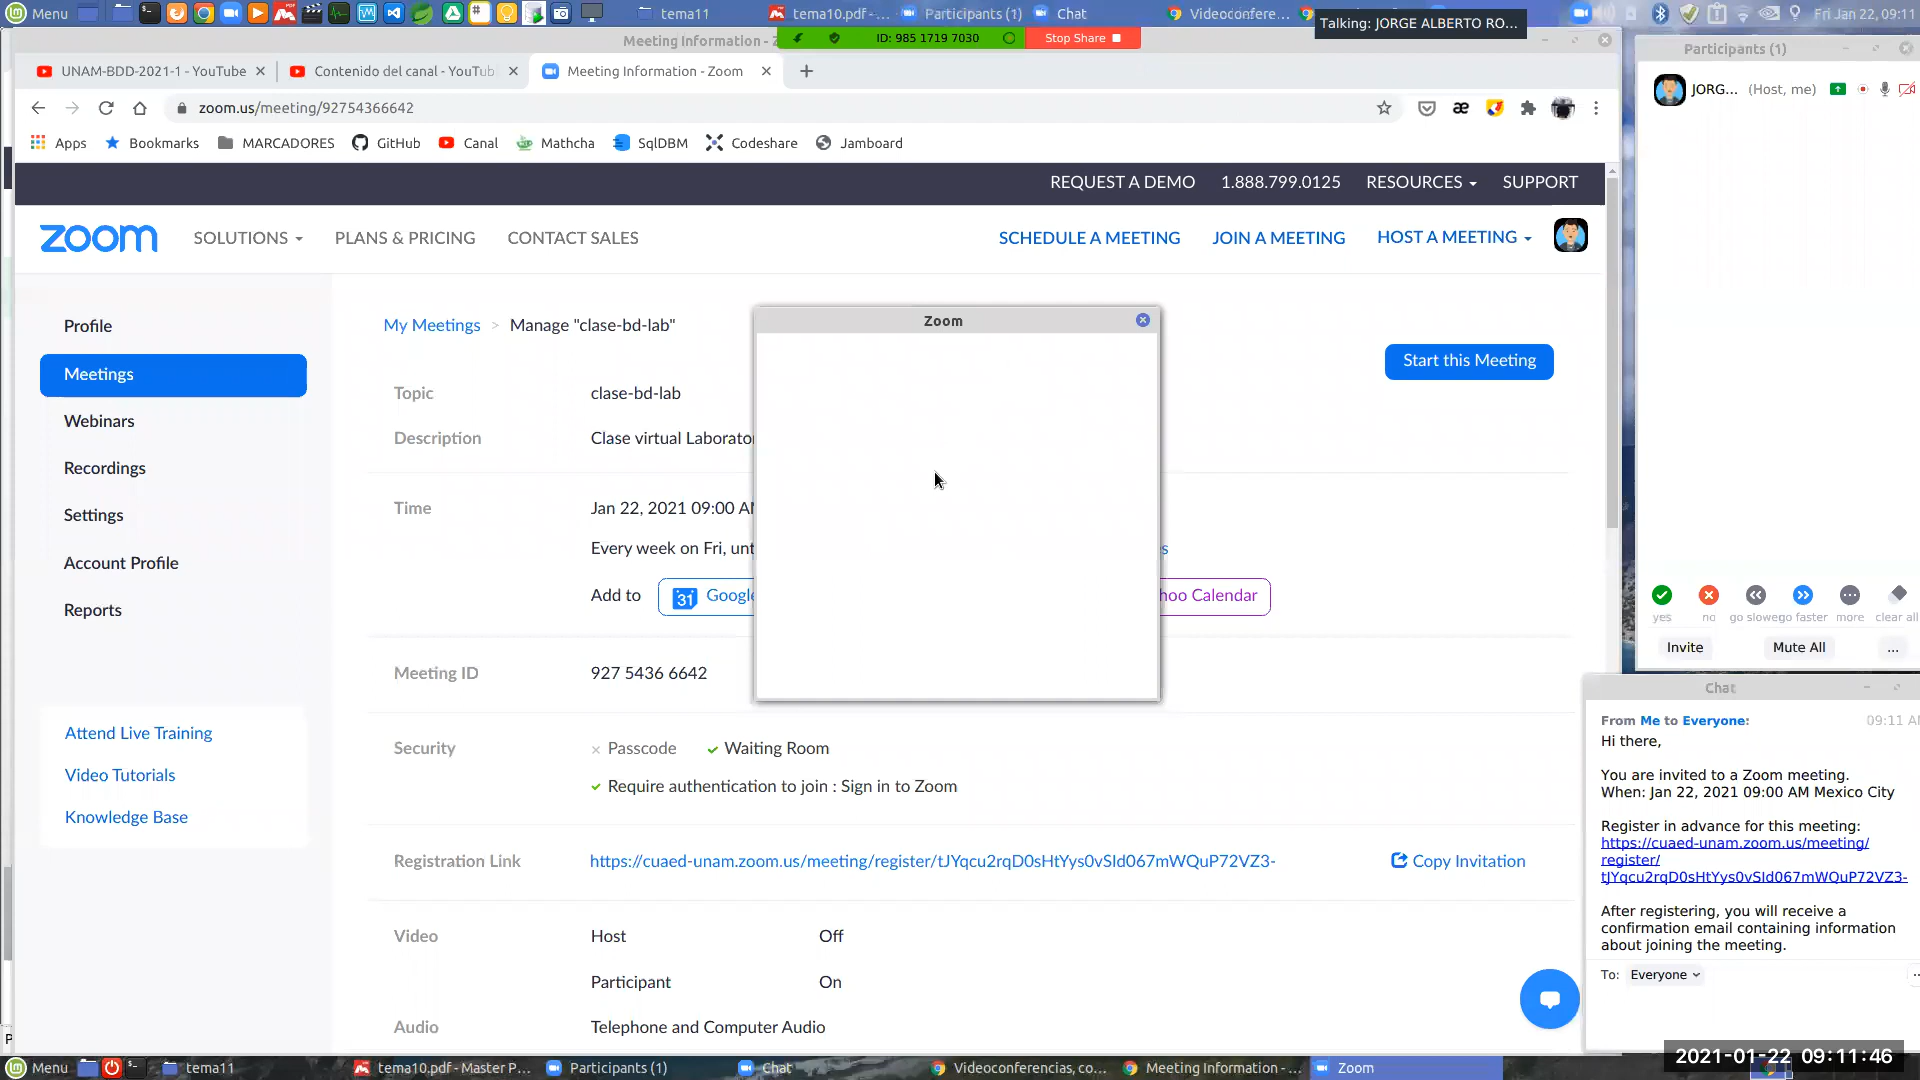 Menu
tema11
tema10.pdf - ...
Participants (1)
Chat
Videoconfere...
Talking: JORGE ALBERTO RO...
Fri Jan 22, 09:11
Meeting Information - Z
ID: 985 1719 7030
Stop Share
UNAM-BDD-2021-1 - YouTube
Contenido del canal - YouTub
Meeting Information - Zoom
zoom.us/meeting/92754366642
Apps
Bookmarks
MARCADORES
GitHub
Canal
Mathcha
SqlDBM
Codeshare
Jamboard
REQUEST A DEMO
1.888.799.0125
RESOURCES
SUPPORT
zoom
SOLUTIONS
PLANS & PRICING
CONTACT SALES
SCHEDULE A MEETING
JOIN A MEETING
HOST A MEETING
Profile
Meetings
Webinars
Recordings
Settings
Account Profile
Reports
Attend Live Training
Video Tutorials
Knowledge Base
My Meetings > Manage "clase-bd-lab"
Start this Meeting
Topic
clase-bd-lab
Description
Clase virtual Laborato
Time
Jan 22, 2021 09:00 A
Every week on Fri, unt
s
Add to
31 Google
hoo Calendar
Meeting ID
927 5436 6642
Security
Passcode
Waiting Room
Require authentication to join : Sign in to Zoom
Registration Link
https://cuaed-unam.zoom.us/meeting/register/tJYqcu2rqD0sHtYys0vSId067mWQuP72VZ3-
Copy Invitation
Video
Host
Off
Participant
On
Audio
Telephone and Computer Audio
Zoom
Participants (1)
JORG... (Host, me)
yes
no
go slower
go faster
more
clear all
Invite
Mute All
...
Chat
From Me to Everyone:
09:11 AM
Hi there,
You are invited to a Zoom meeting.
When: Jan 22, 2021 09:00 AM Mexico City
Register in advance for this meeting:
https://cuaed-unam.zoom.us/meeting/
register/
tJYqcu2rqD0sHtYys0vSId067mWQuP72VZ3-
After registering, you will receive a
confirmation email containing information
about joining the meeting.
To: Everyone
Menu
tema11
tema10.pdf - Master P...
Participants (1)
Chat
Videoconferencias, co...
Meeting Information - ...
Zoom
2021-01-22 09:11:46